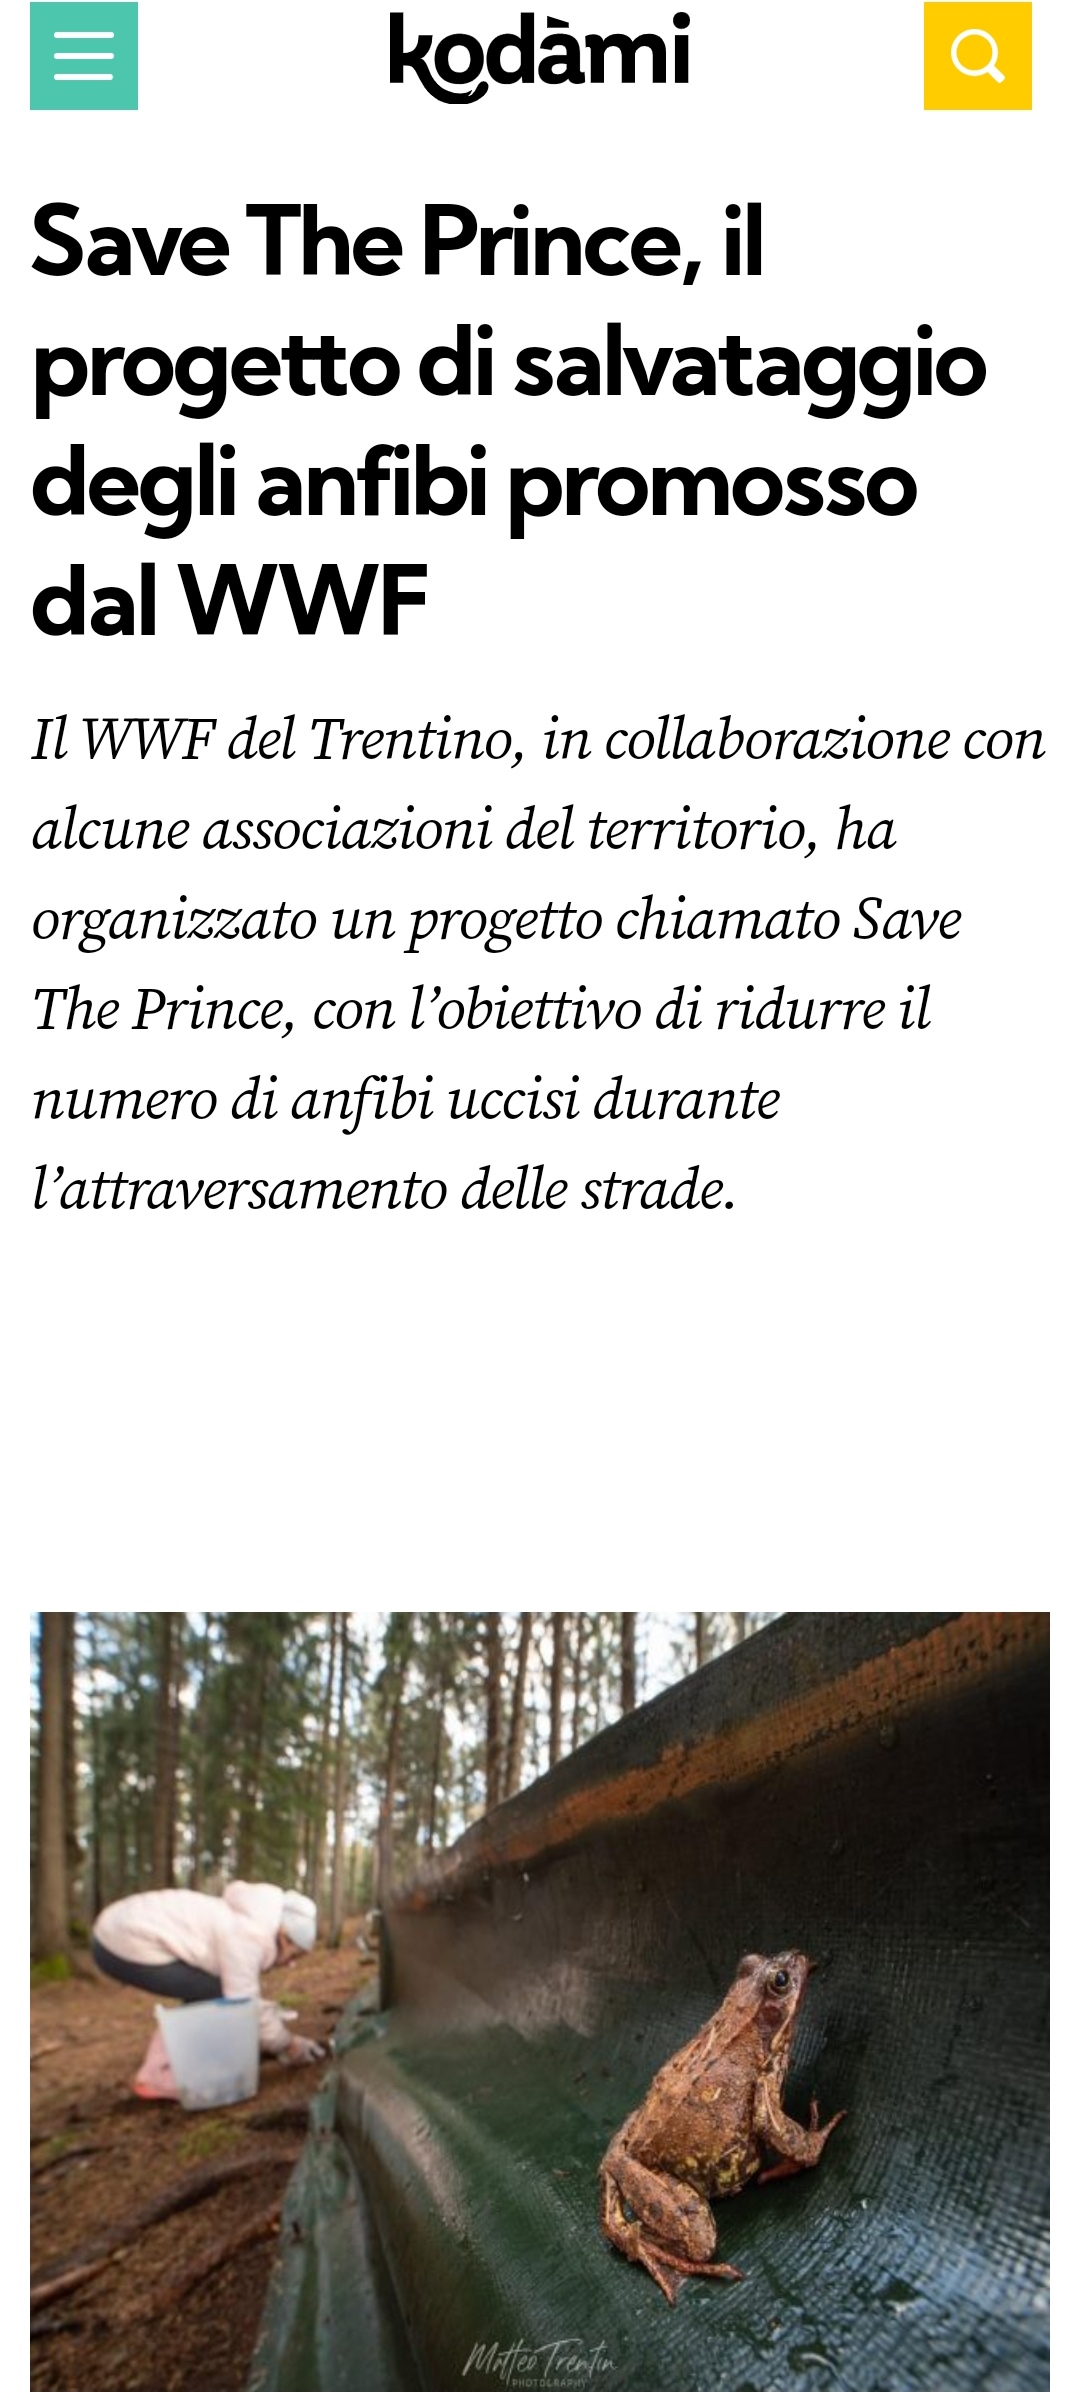 kodàmi
Save The Prince, il
progetto di salvataggio
degli anfibi promosso
dal WWF
Il WWF del Trentino, in collaborazione con
alcune associazioni del territorio, ha
organizzato un progetto chiamato Save
The Prince, con l’obiettivo di ridurre il
numero di anfibi uccisi durante
l’attraversamento delle strade.
Matteo Trentin
PHOTOGRAPHY